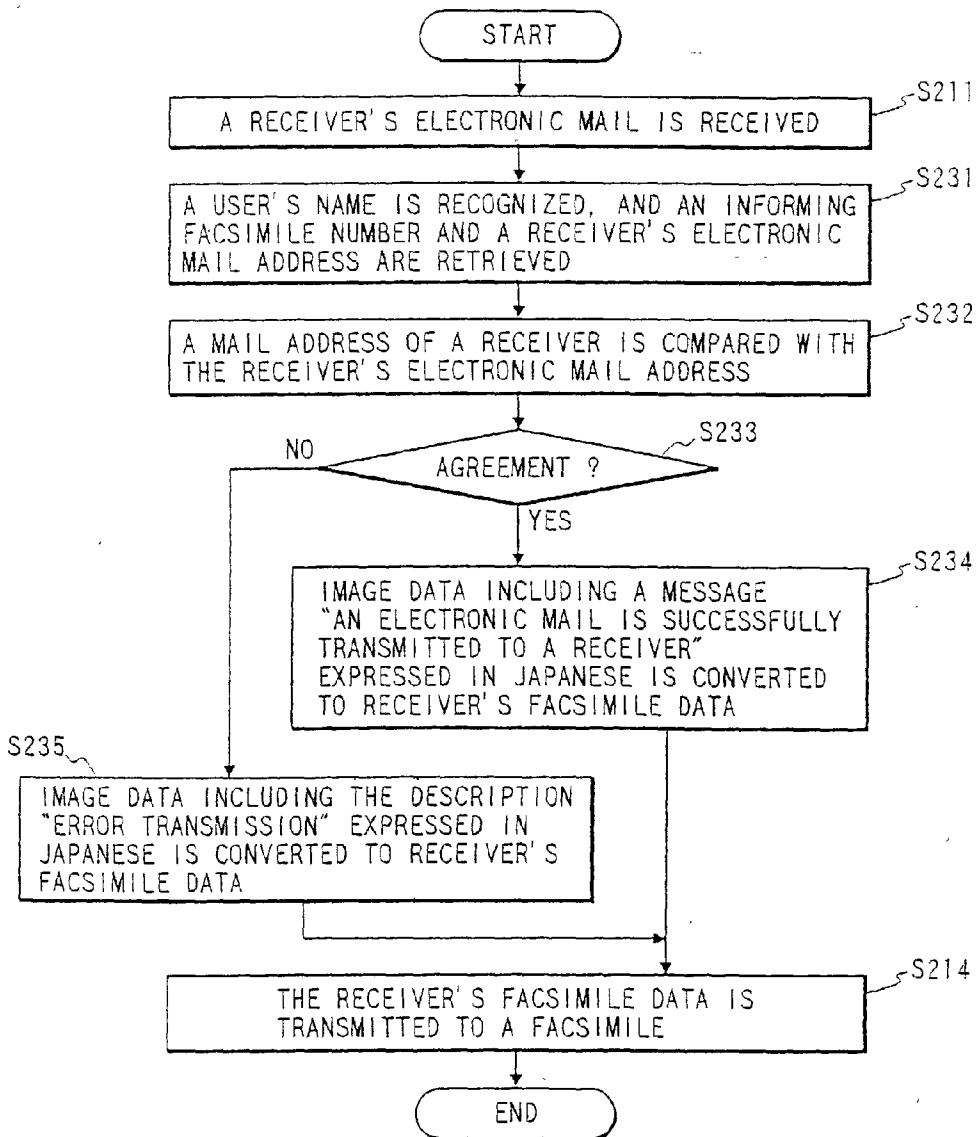 START
S211
A RECEIVER'S ELECTRONIC MAIL IS RECEIVED
S231
A USER'S NAME IS RECOGNIZED, AND AN INFORMING
FACSIMILE NUMBER AND A RECEIVER'S ELECTRONIC
MAIL ADDRESS ARE RETRIEVED
S232
A MAIL ADDRESS OF A RECEIVER IS COMPARED WITH
THE RECEIVER'S ELECTRONIC MAIL ADDRESS
S233
NO
AGREEMENT ?
YES
S234
IMAGE DATA INCLUDING A MESSAGE
"AN ELECTRONIC MAIL IS SUCCESSFULLY
TRANSMITTED TO A RECEIVER"
EXPRESSED IN JAPANESE IS CONVERTED
TO RECEIVER'S FACSIMILE DATA
S235
IMAGE DATA INCLUDING THE DESCRIPTION
"ERROR TRANSMISSION" EXPRESSED IN
JAPANESE IS CONVERTED TO RECEIVER'S
FACSIMILE DATA
S214
THE RECEIVER'S FACSIMILE DATA IS
TRANSMITTED TO A FACSIMILE
END